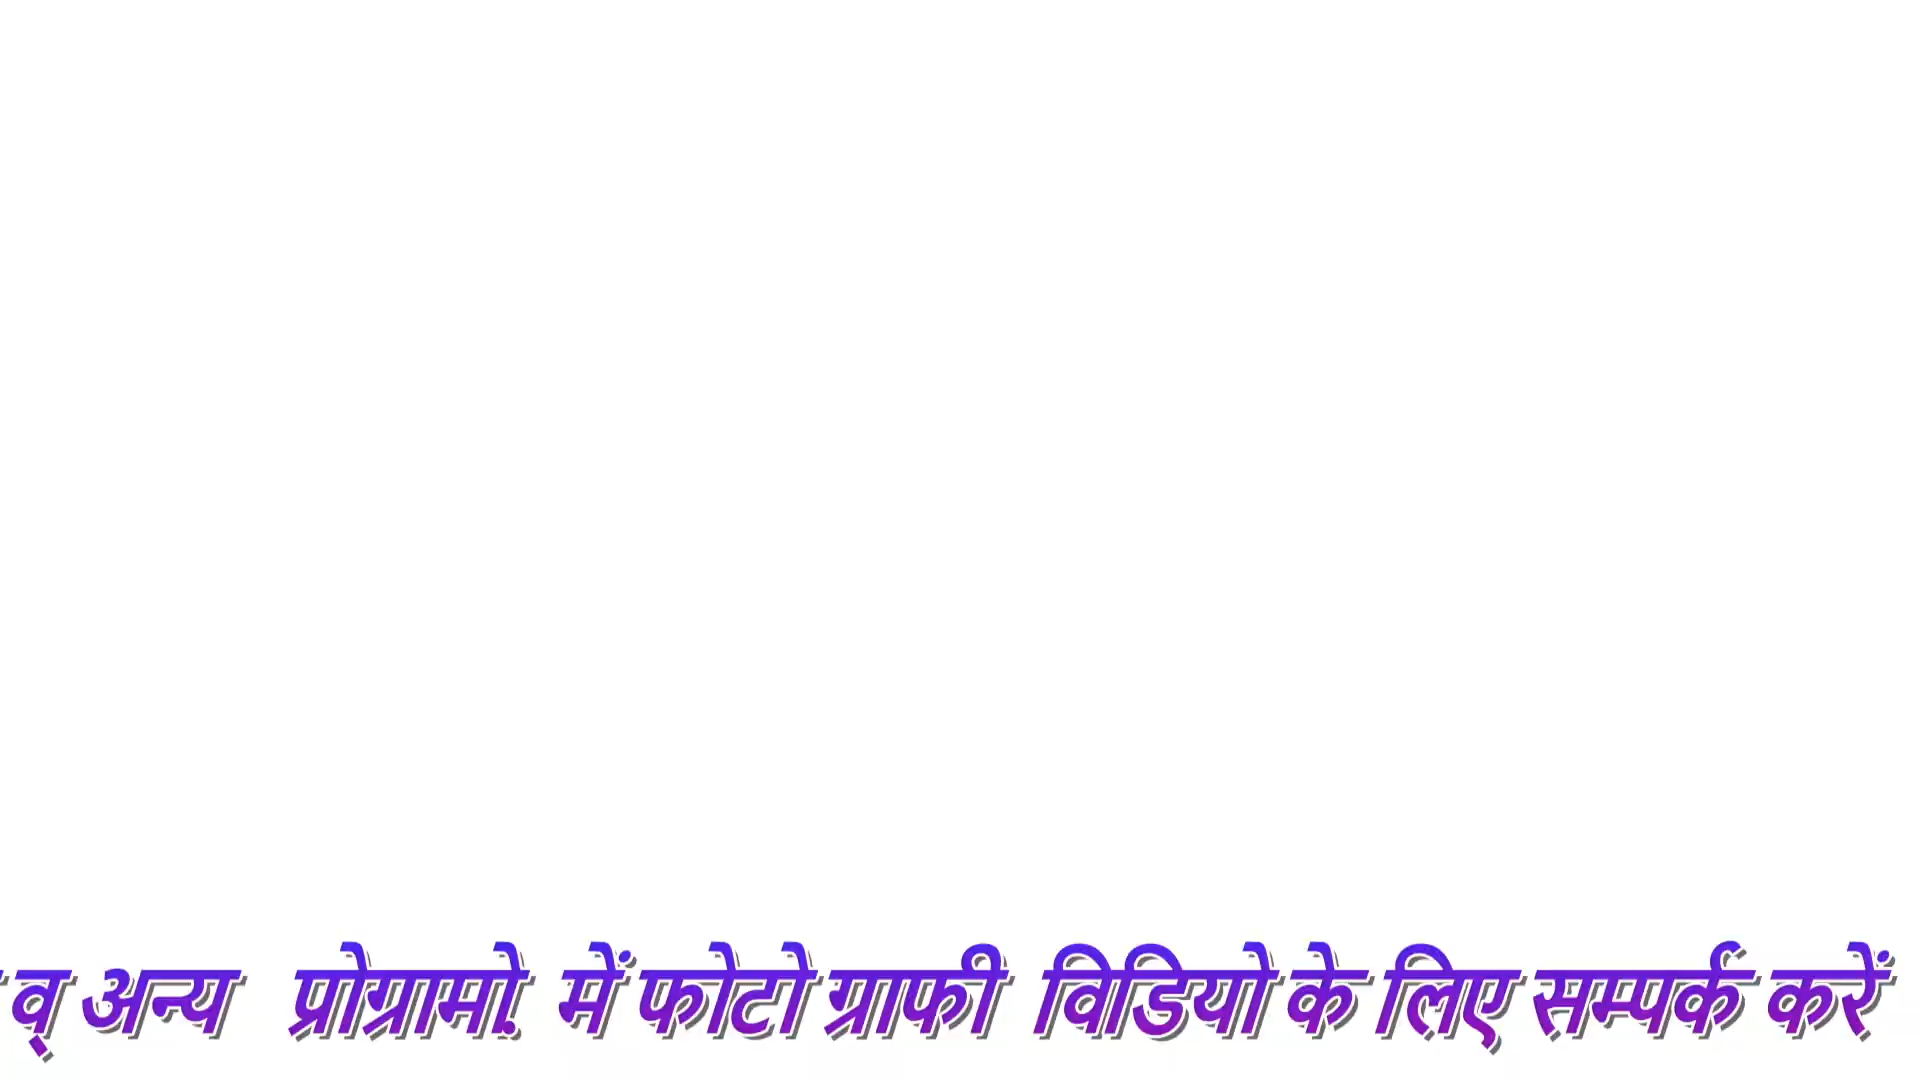 व् अन्य प्रोग्रामो़ में फोटो ग्राफी विडियो के लिए सम्पर्क करें